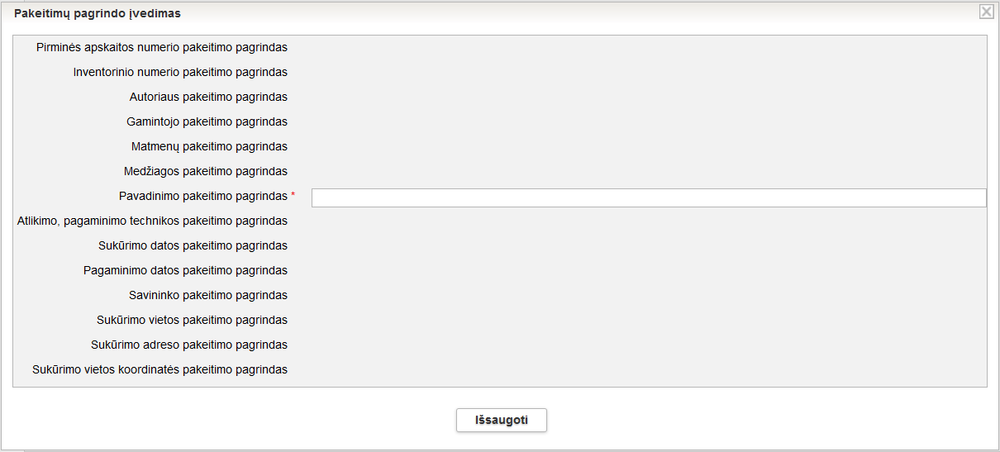 Pakeitimų pagrindo įvedimas
Pirminės apskaitos numerio pakeitimo pagrindas
Inventorinio numerio pakeitimo pagrindas
Autoriaus pakeitimo pagrindas
Gamintojo pakeitimo pagrindas
Matmenų pakeitimo pagrindas
Medžiagos pakeitimo pagrindas
Pavadinimo pakeitimo pagrindas *
Atlikimo, pagaminimo technikos pakeitimo pagrindas
Sukūrimo datos pakeitimo pagrindas
Pagaminimo datos pakeitimo pagrindas
Savininko pakeitimo pagrindas
Sukūrimo vietos pakeitimo pagrindas
Sukūrimo adreso pakeitimo pagrindas
Sukūrimo vietos koordinatės pakeitimo pagrindas
Išsaugoti